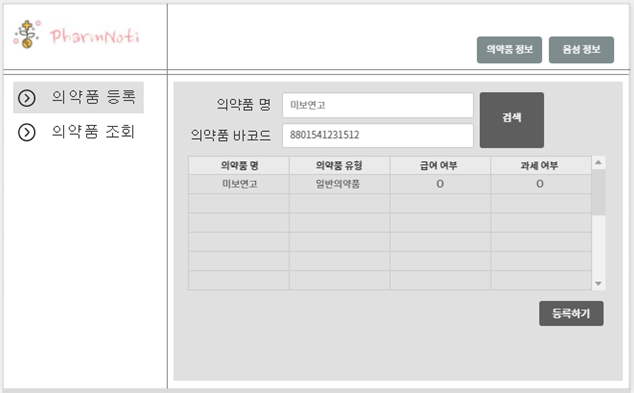 PharmNoti
의약품 정보 음성 정보
의약품 등록
의약품 조회
의약품 명 미보연고
검색
의약품 바코드 8801541231512
의약품 명 의약품 유형 급여 여부 과세 여부
미보연고 일반의약품 O O
등록하기